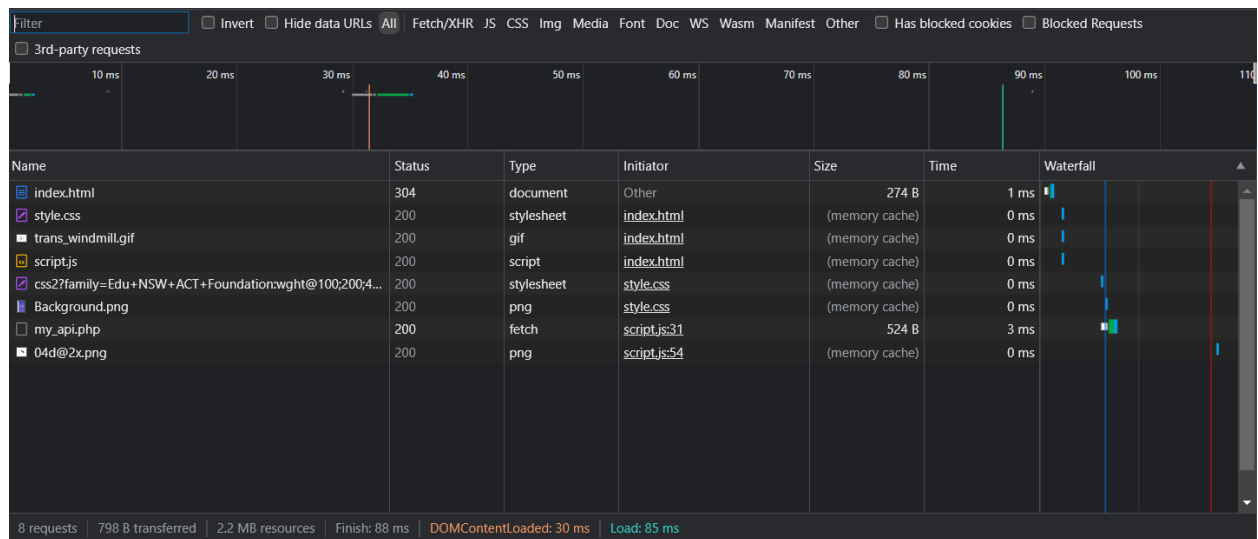 Filter Invert Hide data URLs All Fetch/XHR JS CSS Img Media Font Doc WS Wasm Manifest Other Has blocked cookies Blocked Requests
3rd-party requests
10 ms 20 ms 30 ms 40 ms 50 ms 60 ms 70 ms 80 ms 90 ms 100 ms 110
Name Status Type Initiator Size Time Waterfall
index.html 304 document Other 274 B 1 ms
style.css 200 stylesheet index.html (memory cache) 0 ms
trans_windmill.gif 200 gif index.html (memory cache) 0 ms
script.js 200 script index.html (memory cache) 0 ms
css2?family=Edu+NSW+ACT+Foundation:wght@100;200;4... 200 stylesheet style.css (memory cache) 0 ms
Background.png 200 png style.css (memory cache) 0 ms
my_api.php 200 fetch script.js:31 524 B 3 ms
04d@2x.png 200 png script.js:54 (memory cache) 0 ms
8 requests 798 B transferred 2.2 MB resources Finish: 88 ms DOMContentLoaded: 30 ms Load: 85 ms